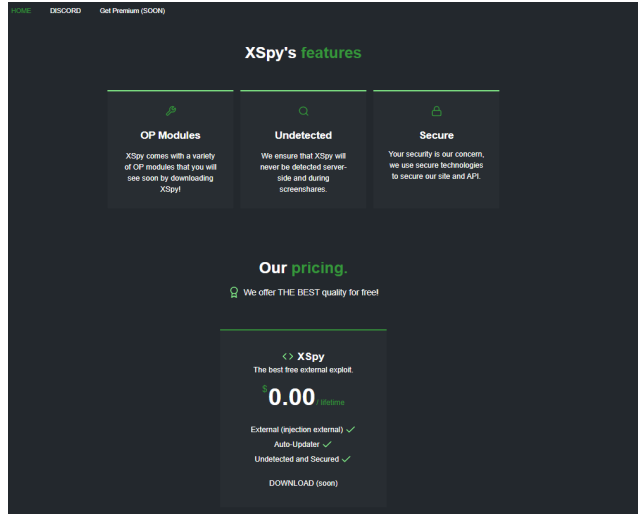 HOME DISCORD Get Premium (SOON)
XSpy's features
OP Modules
XSpy comes with a variety
of OP modules that you will
see soon by downloading
XSpy!
Undetected
We ensure that XSpy will
never be detected server-
side and during
screenshares.
Secure
Your security is our concern,
we use secure technologies
to secure our site and API.
Our pricing.
We offer THE BEST quality for free!
<> XSpy
The best free external exploit.
$0.00 / lifetime
External (injection external) ✓
Auto-Updater ✓
Undetected and Secured ✓
DOWNLOAD (soon)